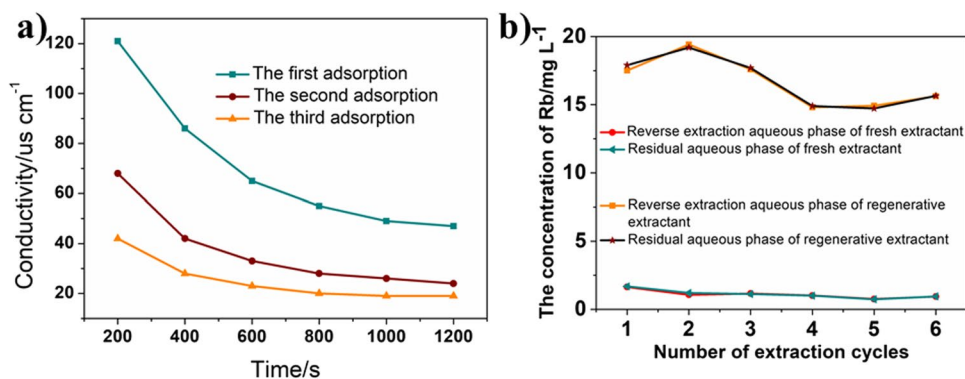 a)
120
100
80
60
40
20
Conductivity/us cm-1
The first adsorption
The second adsorption
The third adsorption
200 400 600 800 1000 1200
Time/s
b)
20
15
10
5
0
The concentration of Rb/mg L-1
Reverse extraction aqueous phase of fresh extractant
Residual aqueous phase of fresh extractant
Reverse extraction aqueous phase of regenerative
extractant
Residual aqueous phase of regenerative extractant
1 2 3 4 5 6
Number of extraction cycles